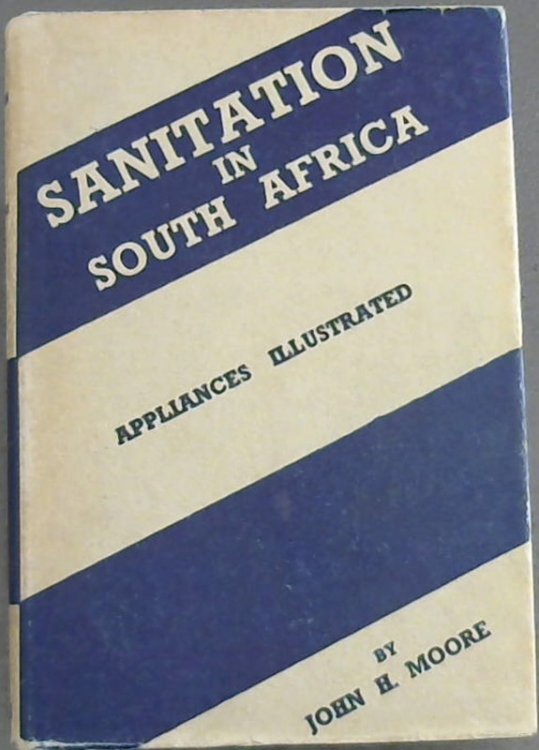 SANITATION
IN
SOUTH AFRICA
APPLIANCES ILLUSTRATED
BY
JOHN H. MOORE